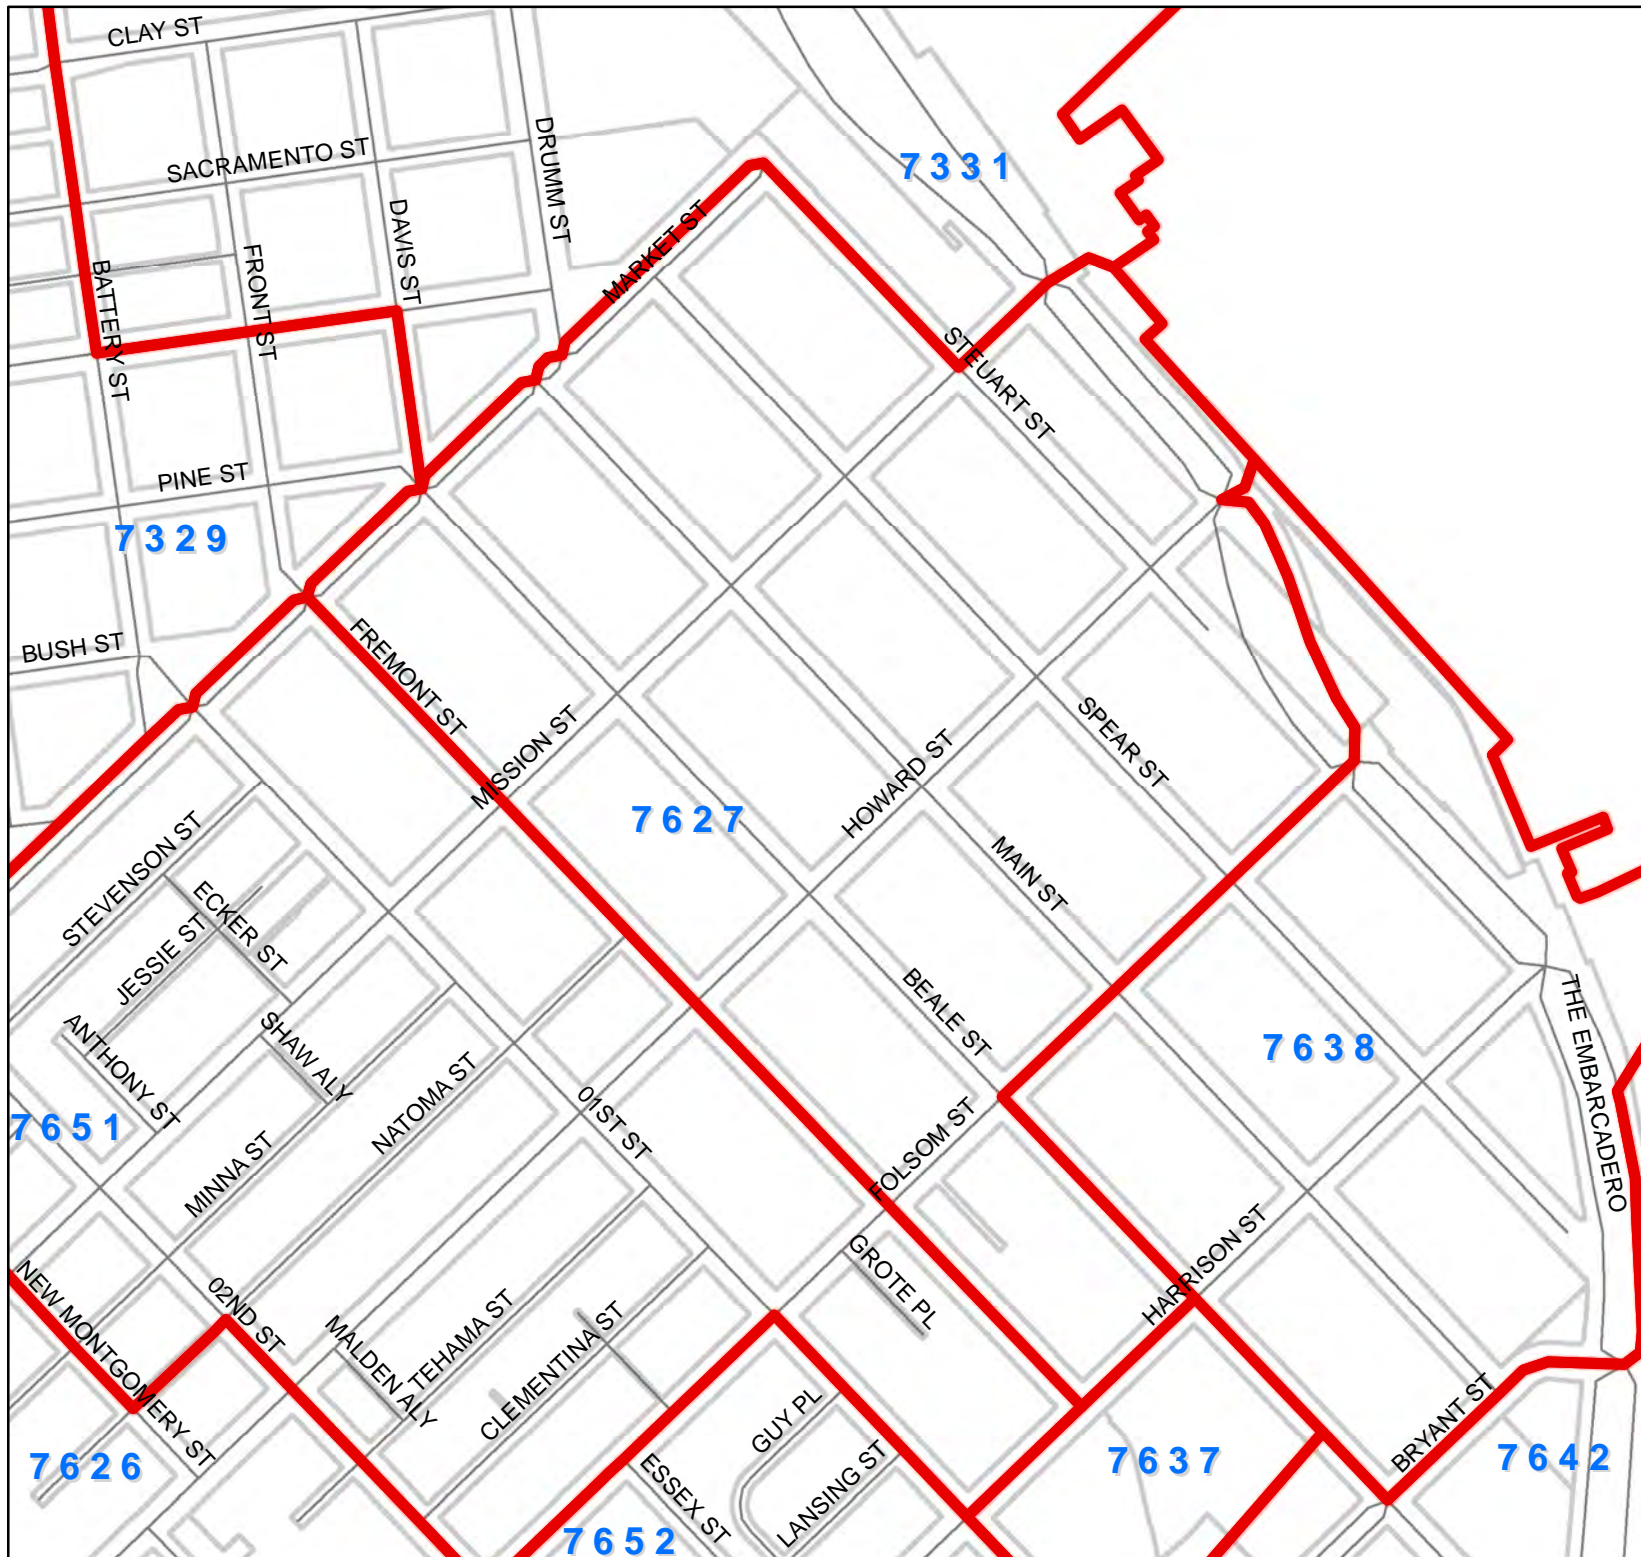 CLAY ST
SACRAMENTO ST
DRUMM ST
7331
DAVIS ST
MARKET ST
FRONT ST
BATTERY ST
STEUART ST
PINE ST
7329
BUSH ST
FREMONT ST
MISSION ST
SPEAR ST
HOWARD ST
7627
STEVENSON ST
MAIN ST
ECKER ST
JESSIE ST
BEALE ST
THE EMBARCADERO
ANTHONY ST
SHAW ALY
7638
7651
NATOMA ST
01ST ST
FOLSOM ST
MINNA ST
HARRISON ST
GROTE PL
NEW MONTGOMERY ST
02ND ST
MALDEN ALY
TEHAMA ST
CLEMENTINA ST
GUY PL
BRYANT ST
7626
7637
7642
LANSING ST
ESSEX ST
7652